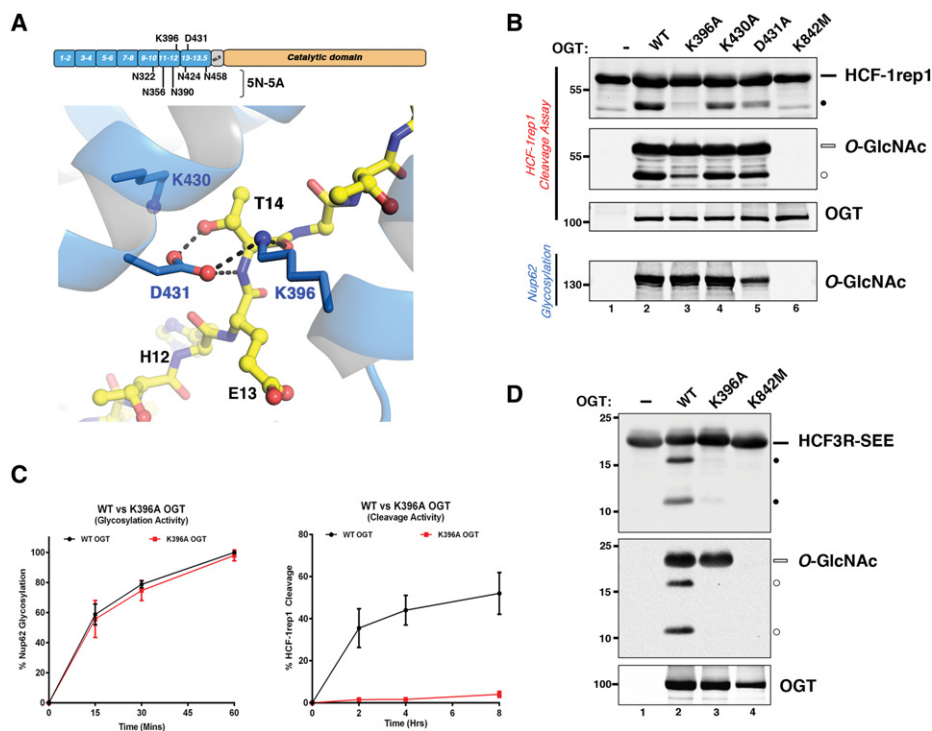 A
K396 D431
1-2 3-4 5-6 7-8 9-10 11-12 13-13.5 Catalytic domain
N322 N424 N458
N356 N390
5N-5A
K430
T14
D431
K396
H12
E13
B
OGT: – WT K396A K430A D431A K842M
HCF-1rep1
55
HCF-1rep1
Cleavage Assay
O-GlcNAc
55
OGT
100
Nup62
Glycosylation
O-GlcNAc
130
1 2 3 4 5 6
C
WT vs K396A OGT
(Glycosylation Activity)
WT OGT K396A OGT
% Nup62 Glycosylation
100
80
60
40
20
0
0 15 30 60
Time (Mins)
WT vs K396A OGT
(Cleavage Activity)
WT OGT K396A OGT
% HCF-1rep1 Cleavage
80
60
40
20
0
0 2 4 8
Time (Hrs)
D
OGT: – WT K396A K842M
25
HCF3R-SEE
15
10
25
O-GlcNAc
15
10
100
OGT
1 2 3 4